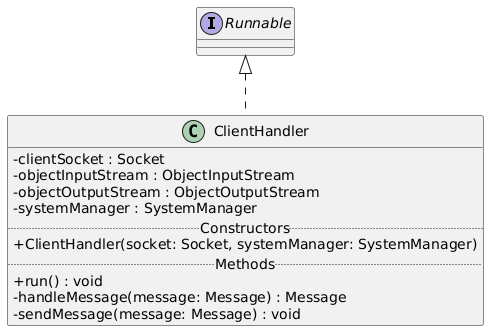 I Runnable
C ClientHandler
-clientSocket : Socket
-objectInputStream : ObjectInputStream
-objectOutputStream : ObjectOutputStream
-systemManager : SystemManager
Constructors
+ClientHandler(socket: Socket, systemManager: SystemManager)
Methods
+run() : void
-handleMessage(message: Message) : Message
-sendMessage(message: Message) : void